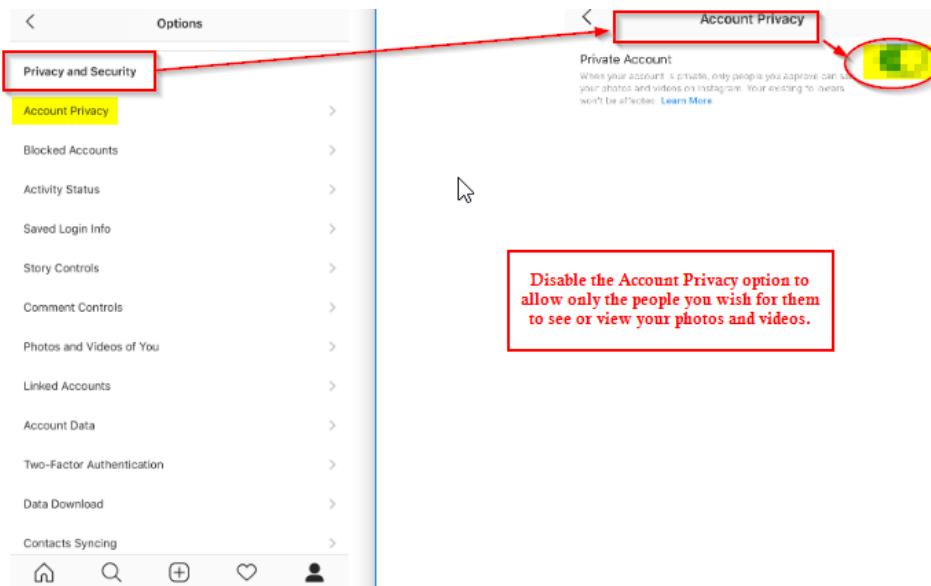 Options
Privacy and Security
Account Privacy
Blocked Accounts
Activity Status
Saved Login Info
Story Controls
Comment Controls
Photos and Videos of You
Linked Accounts
Account Data
Two-Factor Authentication
Data Download
Contacts Syncing
Account Privacy
Private Account
When your account is private, only people you approve can
your photos and videos on Instagram. Your existing followers
won't be affected. Learn More
Disable the Account Privacy option to
allow only the people you wish for them
to see or view your photos and videos.